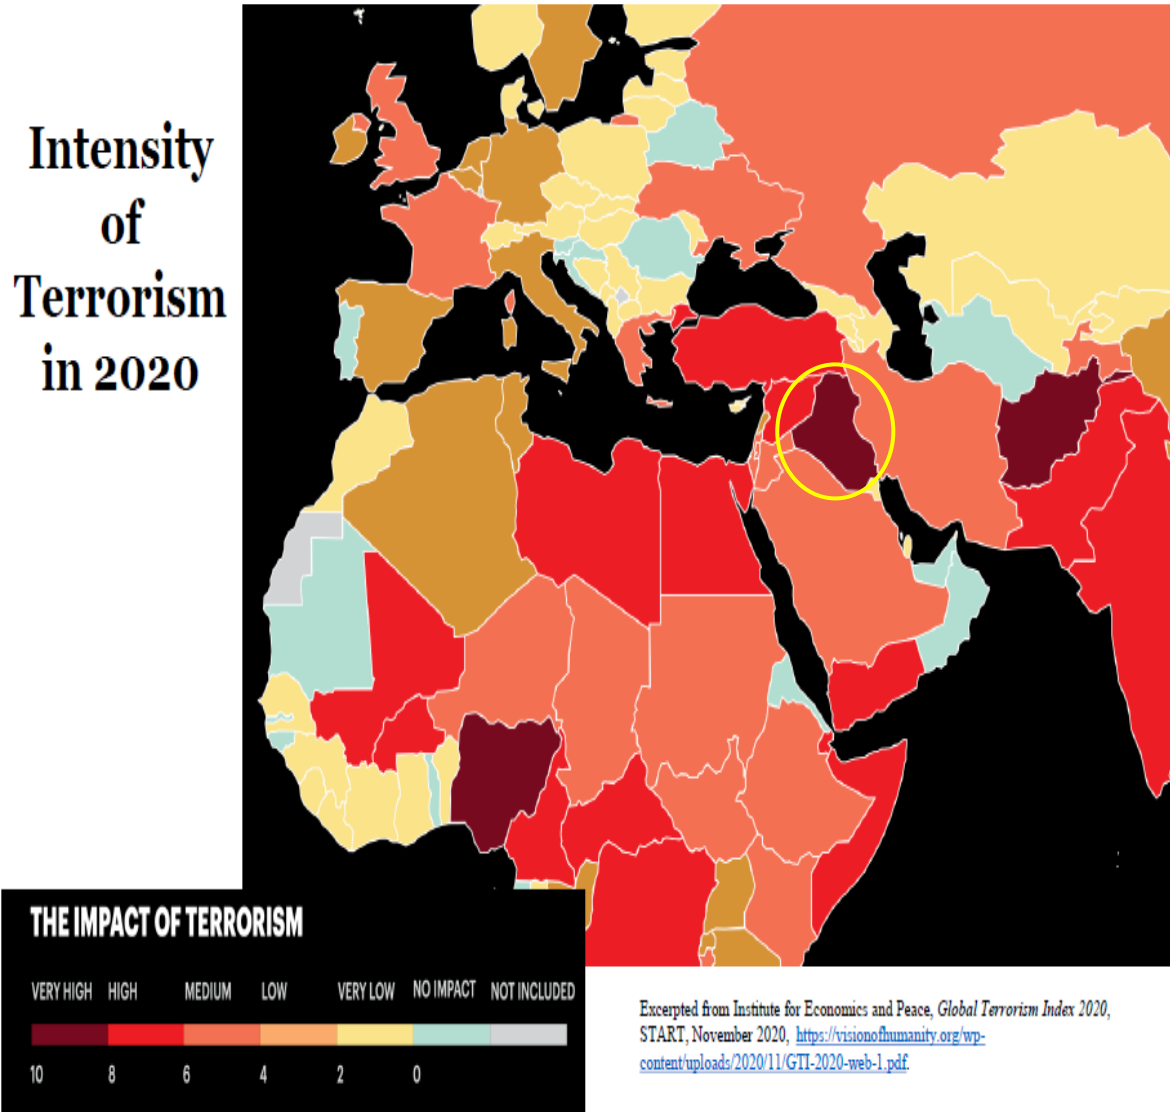 Intensity
of
Terrorism
in 2020
THE IMPACT OF TERRORISM
VERY HIGH HIGH MEDIUM LOW VERY LOW NO IMPACT NOT INCLUDED
10 8 6 4 2 0
Excerpted from Institute for Economics and Peace, Global Terrorism Index 2020,
START, November 2020, https://visionofhumanity.org/wp-
content/uploads/2020/11/GTI-2020-web-1.pdf.